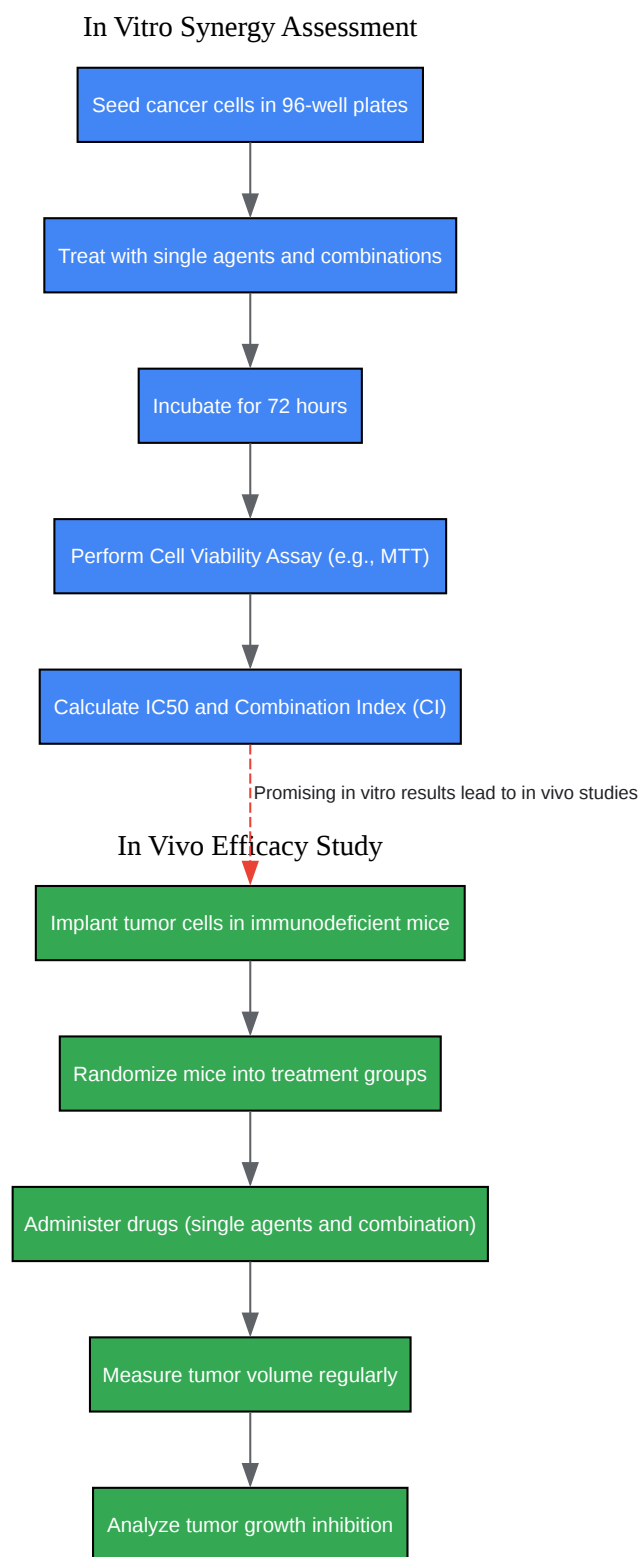 In Vitro Synergy Assessment
Seed cancer cells in 96-well plates
Treat with single agents and combinations
Incubate for 72 hours
Perform Cell Viability Assay (e.g., MTT)
Calculate IC50 and Combination Index (CI)
Promising in vitro results lead to in vivo studies
In Vivo Efficacy Study
Implant tumor cells in immunodeficient mice
Randomize mice into treatment groups
Administer drugs (single agents and combination)
Measure tumor volume regularly
Analyze tumor growth inhibition